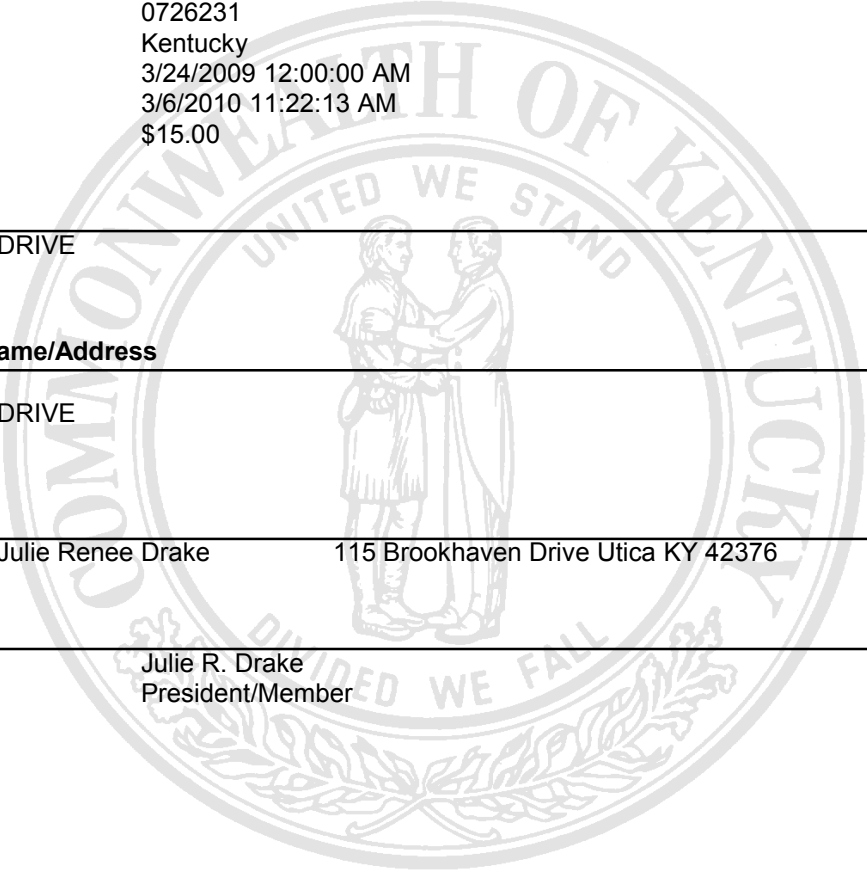 0726231
Kentucky
3/24/2009 12:00:00 AM
3/6/2010 11:22:13 AM
$15.00
DRIVE
ame/Address
DRIVE
Julie Renee Drake 115 Brookhaven Drive Utica KY 42376
Julie R. Drake
President/Member
COMMONWEALTH OF KENTUCKY
UNITED WE STAND
DIVIDED WE FALL